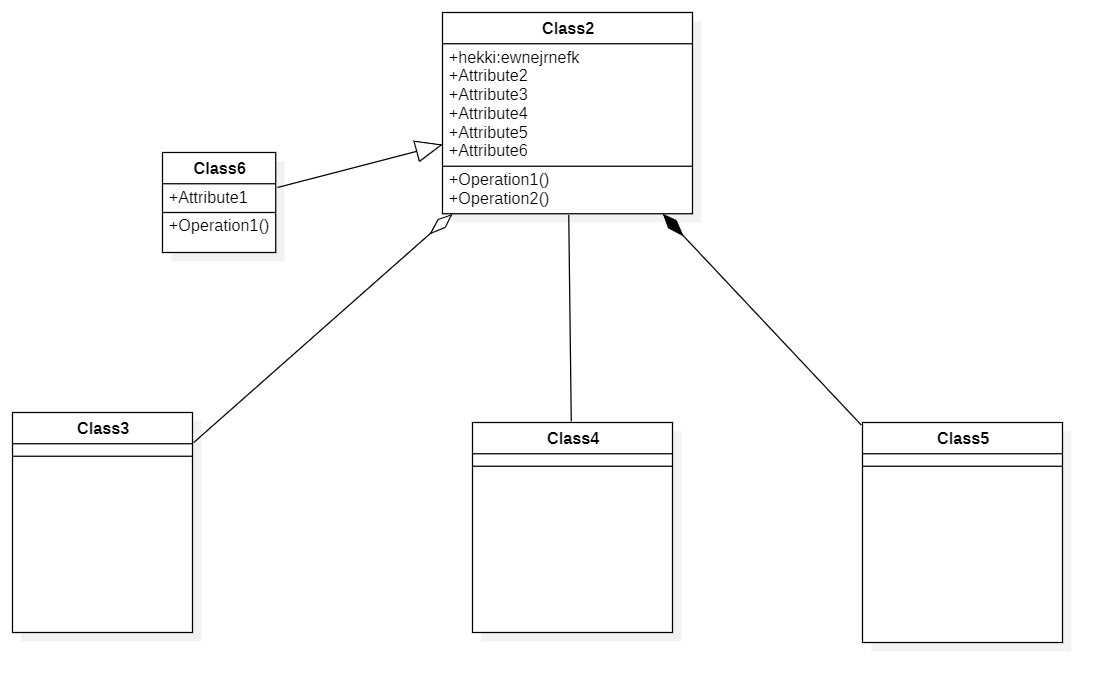 Class2
+hekki:ewnejrnefk
+Attribute2
+Attribute3
+Attribute4
+Attribute5
+Attribute6
+Operation1()
+Operation2()
Class6
+Attribute1
+Operation1()
Class3
Class4
Class5